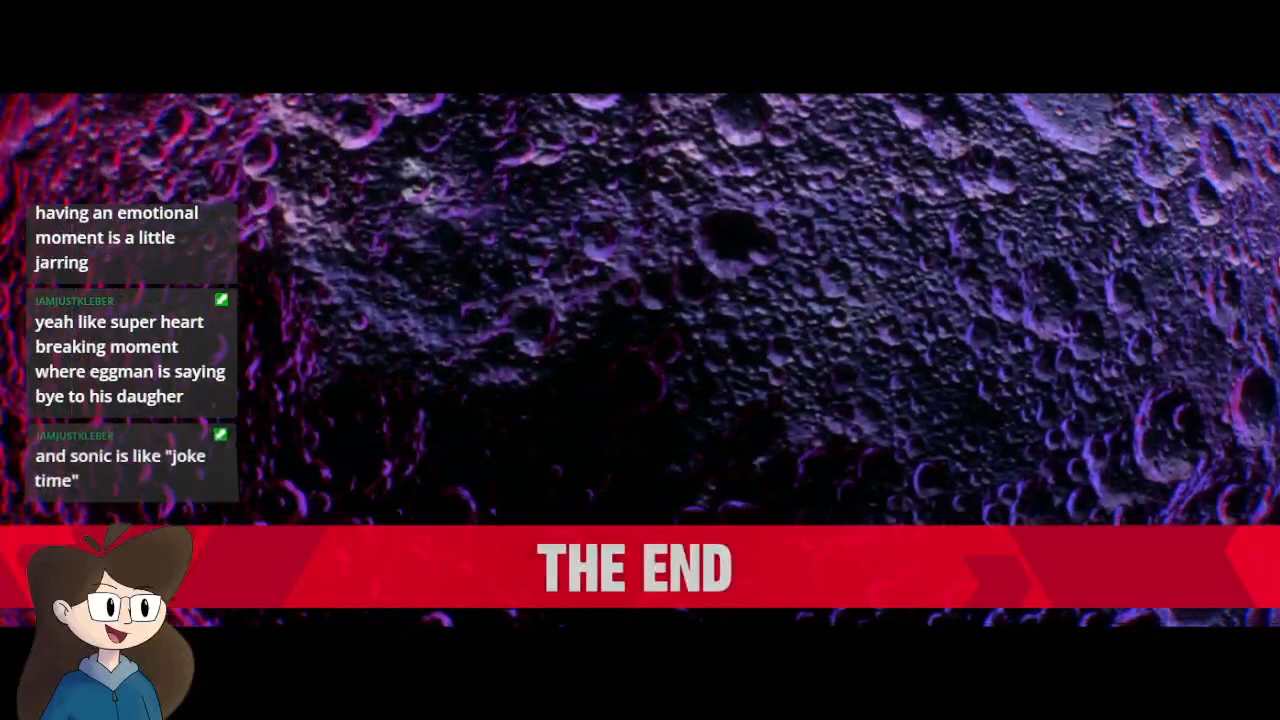 having an emotional
moment is a little
jarring
IAMJUSTKLEBER
yeah like super heart
breaking moment
where eggman is saying
bye to his daugher
IAMJUSTKLEBER
and sonic is like "joke
time"
THE END